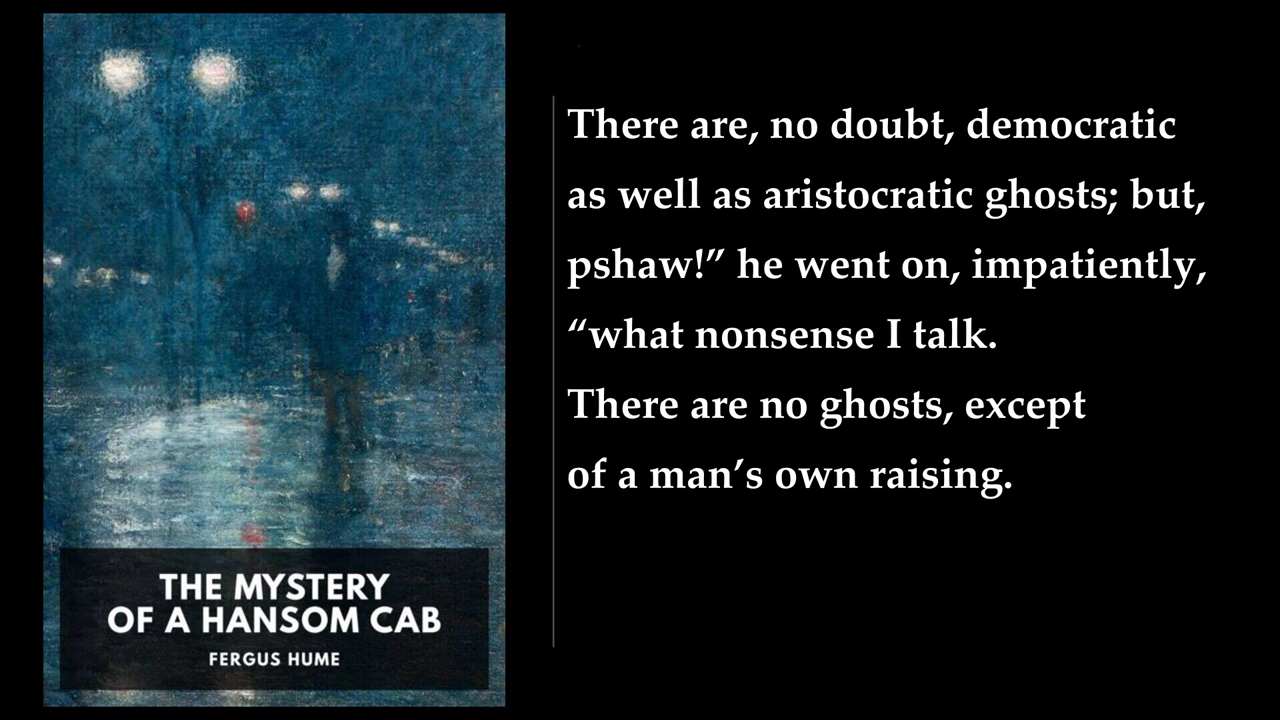 THE MYSTERY
OF A HANSOM CAB
FERGUS HUME
There are, no doubt, democratic
as well as aristocratic ghosts; but,
pshaw!” he went on, impatiently,
“what nonsense I talk.
There are no ghosts, except
of a man’s own raising.